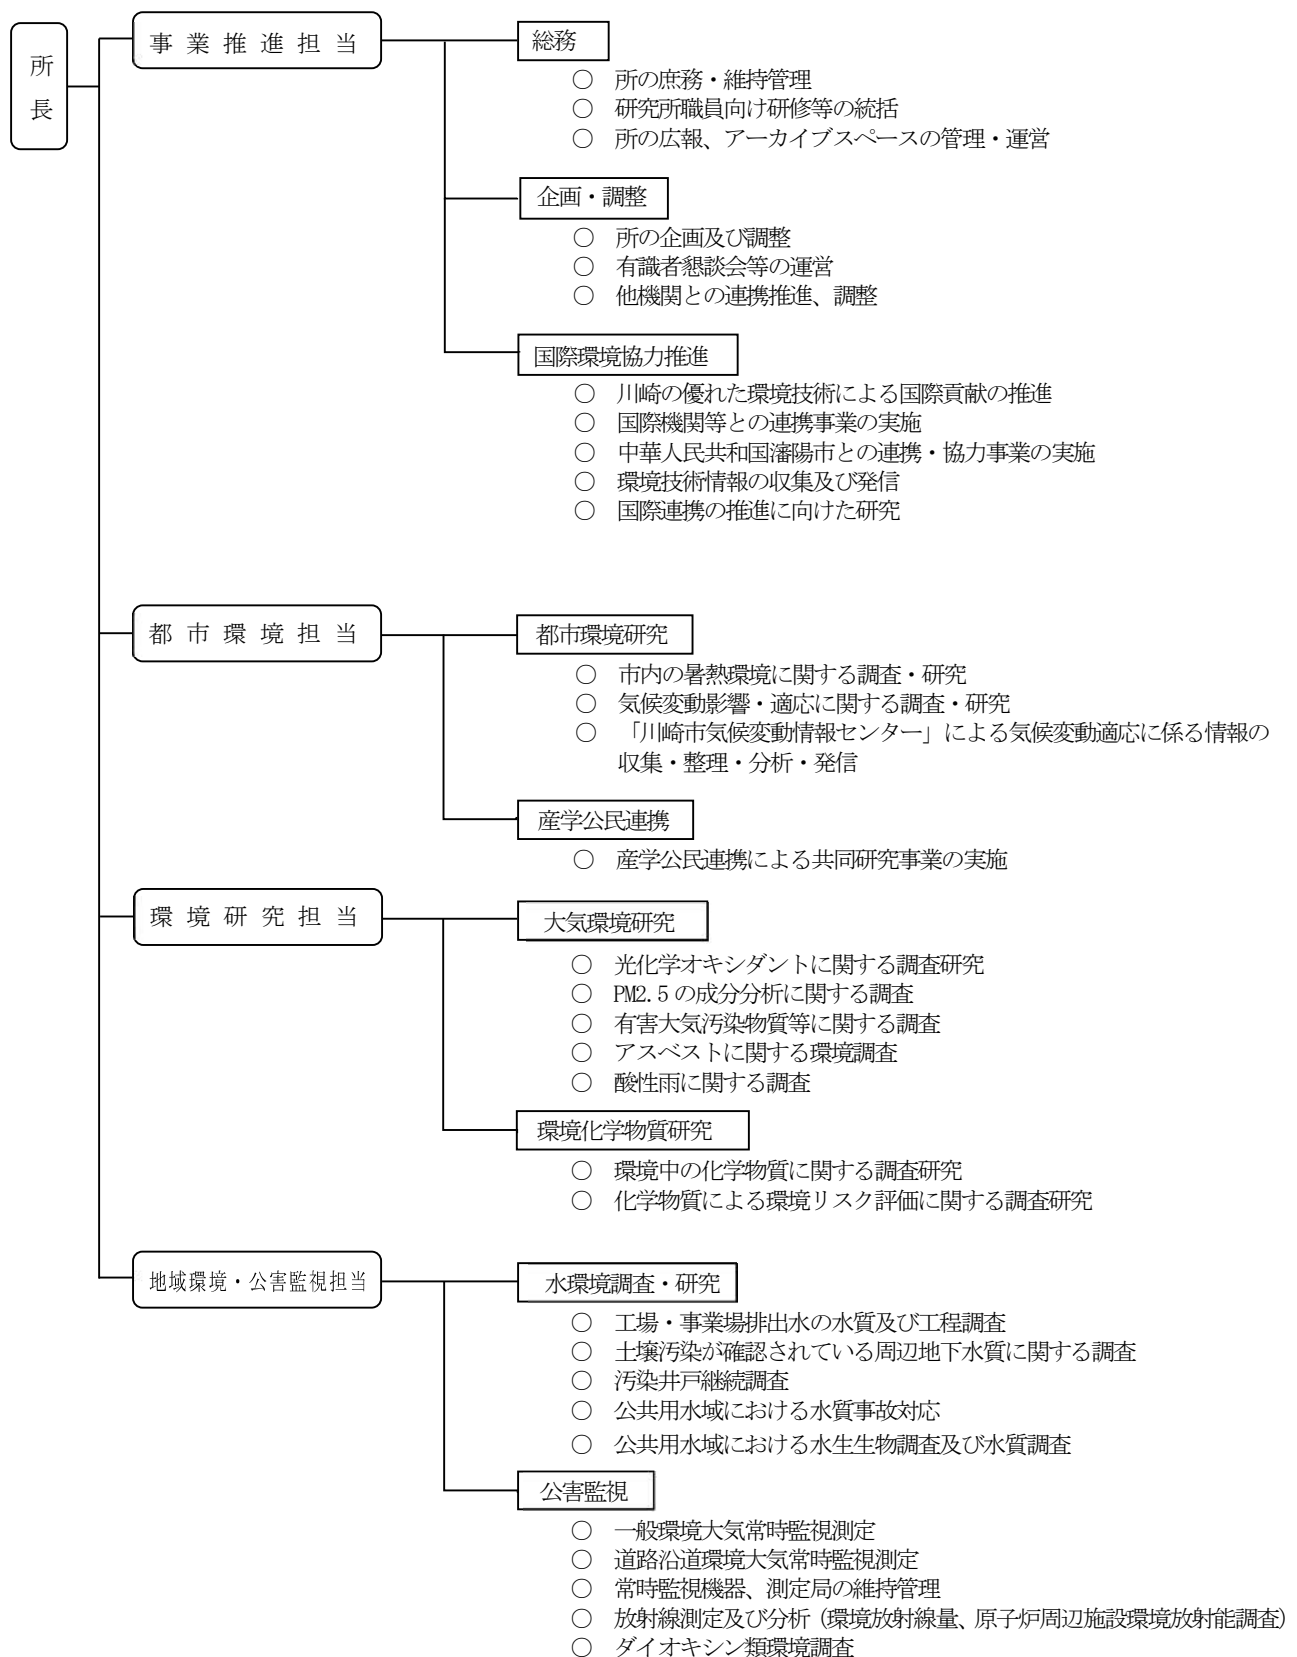 所長
事業推進担当
総務
○ 所の庶務・維持管理
○ 研究所職員向け研修等の統括
○ 所の広報、アーカイブスペースの管理・運営
企画・調整
○ 所の企画及び調整
○ 有識者懇談会等の運営
○ 他機関との連携推進、調整
国際環境協力推進
○ 川崎の優れた環境技術による国際貢献の推進
○ 国際機関等との連携事業の実施
○ 中華人民共和国瀋陽市との連携・協力事業の実施
○ 環境技術情報の収集及び発信
○ 国際連携の推進に向けた研究
都市環境担当
都市環境研究
○ 市内の暑熱環境に関する調査・研究
○ 気候変動影響・適応に関する調査・研究
○ 「川崎市気候変動情報センター」による気候変動適応に係る情報の
収集・整理・分析・発信
産学公民連携
○ 産学公民連携による共同研究事業の実施
環境研究担当
大気環境研究
○ 光化学オキシダントに関する調査研究
○ PM2.5の成分分析に関する調査
○ 有害大気汚染物質等に関する調査
○ アスベストに関する環境調査
○ 酸性雨に関する調査
環境化学物質研究
○ 環境中の化学物質に関する調査研究
○ 化学物質による環境リスク評価に関する調査研究
地域環境・公害監視担当
水環境調査・研究
○ 工場・事業場排出水の水質及び工程調査
○ 土壌汚染が確認されている周辺地下水質に関する調査
○ 汚染井戸継続調査
○ 公共用水域における水質事故対応
○ 公共用水域における水生生物調査及び水質調査
公害監視
○ 一般環境大気常時監視測定
○ 道路沿道環境大気常時監視測定
○ 常時監視機器、測定局の維持管理
○ 放射線測定及び分析（環境放射線量、原子炉周辺施設環境放射能調査）
○ ダイオキシン類環境調査